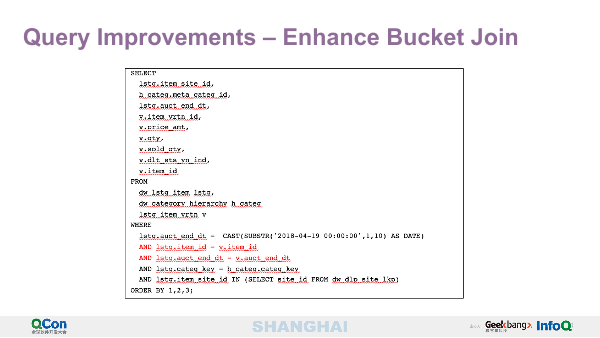 Query Improvements – Enhance Bucket Join
SELECT
lstg.item_site_id,
h_categ.meta_categ_id,
lstg.auct_end_dt,
v.item_vrtn_id,
v.price_amt,
v.qty,
v.sold_qty,
v.dlt_sta_vn_ind,
v.item_id
FROM
dw_lstg_item lstg,
dw_category_hierarchy h_categ
lstg_item_vrtn v
WHERE
lstg.auct_end_dt = CAST(SUBSTR('2018-04-19 00:00:00',1,10) AS DATE)
AND lstg.item_id = v.item_id
AND lstg.auct_end_dt = v.auct_end_dt
AND lstg.categ_key = h_categ.categ_key
AND lstg.item_site_id IN (SELECT site_id FROM dw_dlp_site_lkp)
ORDER BY 1,2,3;
QCon
SHANGHAI
Geekbang>
InfoQ